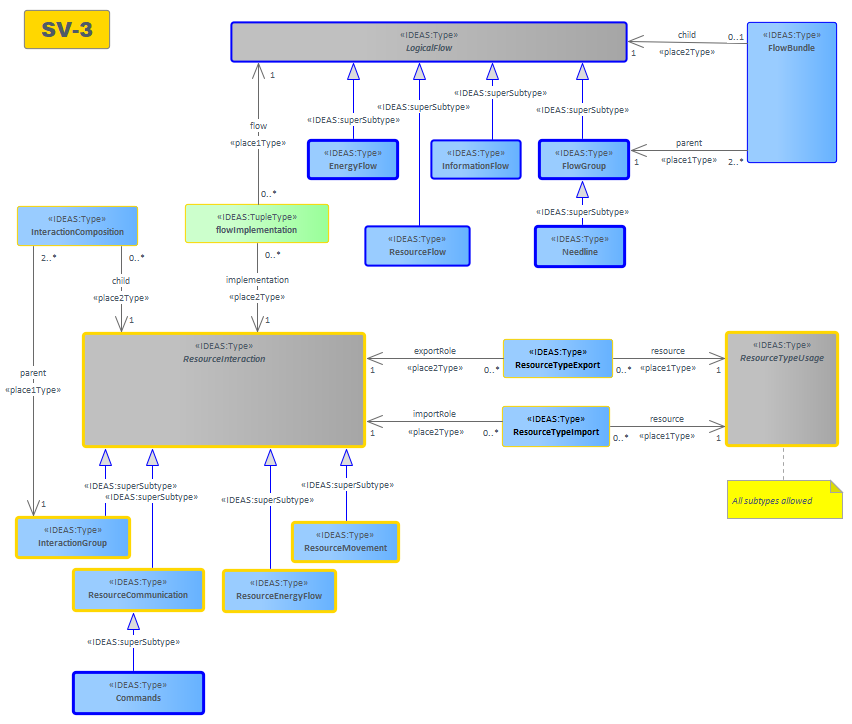 SV-3
«IDEAS:Type»
LogicalFlow
«IDEAS:Type»
FlowBundle
child
0..1
1
«place2Type»
1
flow
«place1Type»
0..*
«IDEAS:superSubtype»
«IDEAS:superSubtype»
«IDEAS:superSubtype»
«IDEAS:superSubtype»
«IDEAS:Type»
EnergyFlow
«IDEAS:Type»
InformationFlow
«IDEAS:Type»
FlowGroup
parent
1
«place1Type»
2..*
«IDEAS:superSubtype»
«IDEAS:Type»
ResourceFlow
«IDEAS:Type»
Needline
«IDEAS:Type»
InteractionComposition
«IDEAS:TupleType»
flowImplementation
2..*
0..*
0..*
child
«place2Type»
1
implementation
«place2Type»
1
parent
«place1Type»
1
«IDEAS:Type»
ResourceInteraction
exportRole
1
«place2Type»
0..*
«IDEAS:Type»
ResourceTypeExport
resource
0..*
«place1Type»
1
«IDEAS:Type»
ResourceTypeUsage
importRole
1
«place2Type»
0..*
«IDEAS:Type»
ResourceTypeImport
resource
0..*
«place1Type»
1
All subtypes allowed
«IDEAS:superSubtype»
«IDEAS:superSubtype»
«IDEAS:superSubtype»
«IDEAS:superSubtype»
«IDEAS:Type»
InteractionGroup
«IDEAS:Type»
ResourceMovement
«IDEAS:Type»
ResourceCommunication
«IDEAS:Type»
ResourceEnergyFlow
«IDEAS:superSubtype»
«IDEAS:Type»
Commands